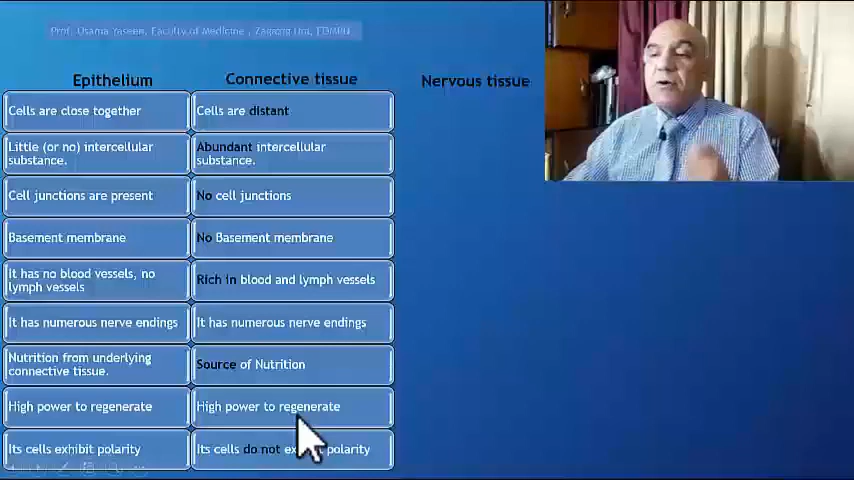 Prof. Osama Yaseen, Faculty of Medicine , Zagazig Uni,
Epithelium
Connective tissue
Nervous tissue
Cells are close together
Cells are distant
Little (or no) intercellular
substance.
Abundant intercellular
substance.
Cell junctions are present
No cell junctions
Basement membrane
No Basement membrane
It has no blood vessels, no
lymph vessels
Rich in blood and lymph vessels
It has numerous nerve endings
It has numerous nerve endings
Nutrition from underlying
connective tissue.
Source of Nutrition
High power to regenerate
High power to regenerate
Its cells exhibit polarity
Its cells do not polarity